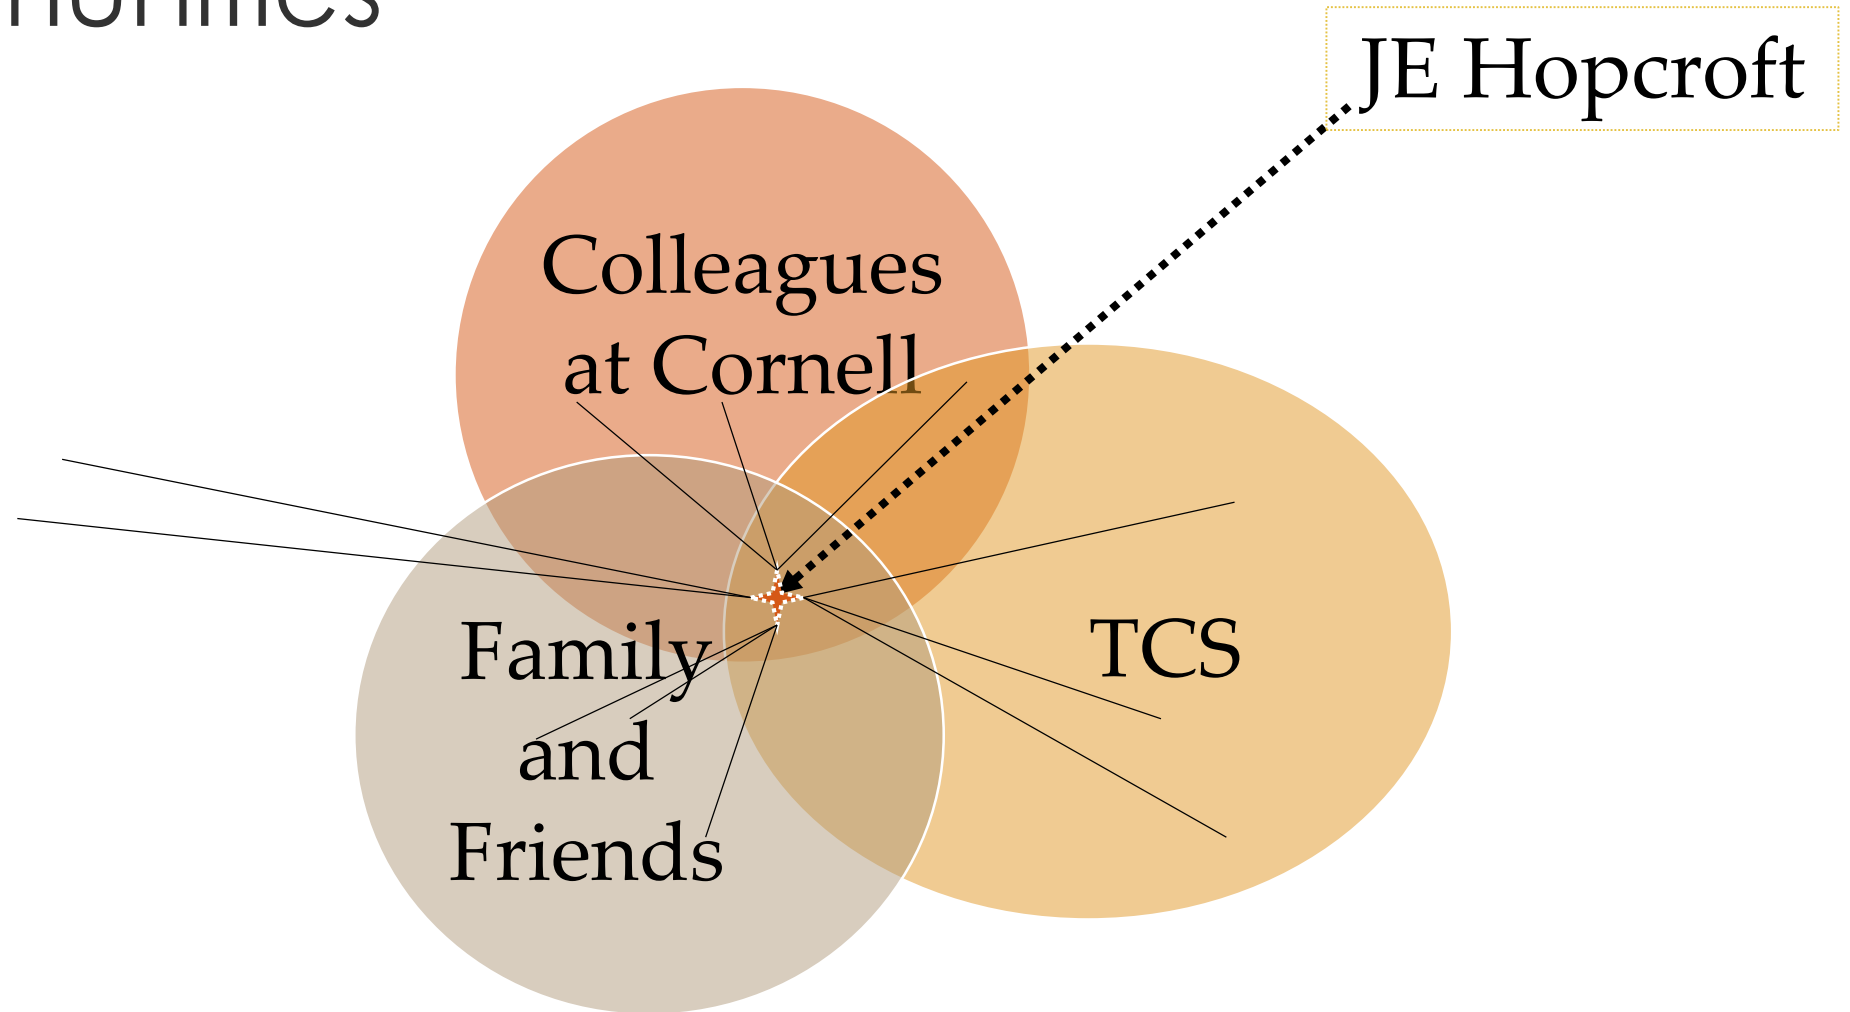 JE Hopcroft
Colleagues
at Cornell
Family
and
Friends
TCS